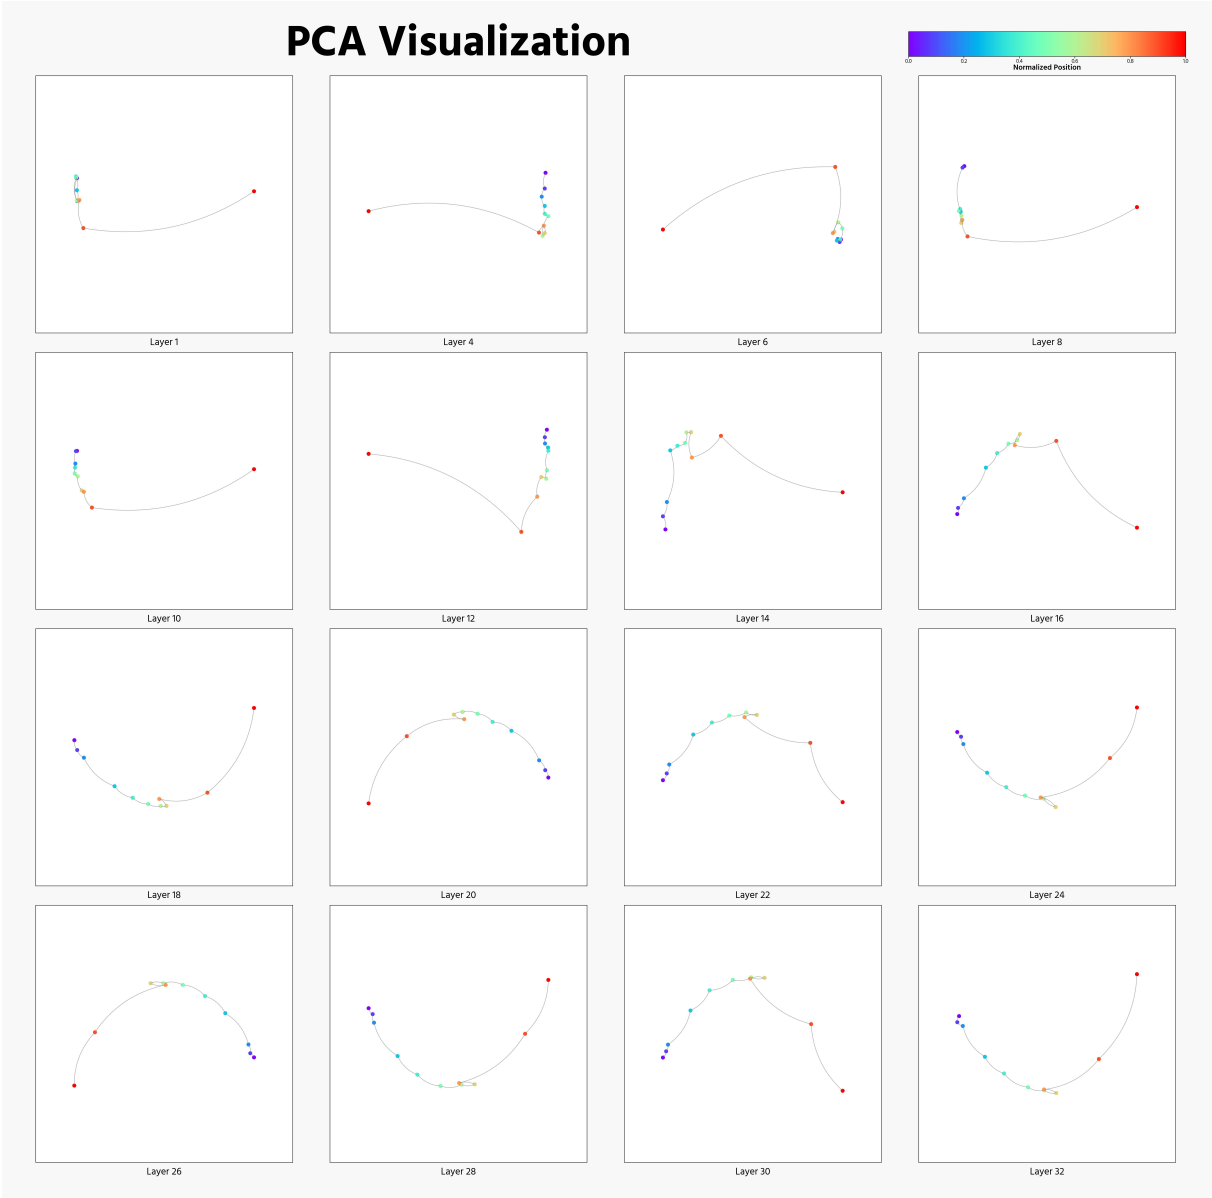 PCA Visualization
0.0 0.2 0.4 0.6 0.8 1.0
Normalized Position
Layer 1 Layer 4 Layer 6 Layer 8
Layer 10 Layer 12 Layer 14 Layer 16
Layer 18 Layer 20 Layer 22 Layer 24
Layer 26 Layer 28 Layer 30 Layer 32